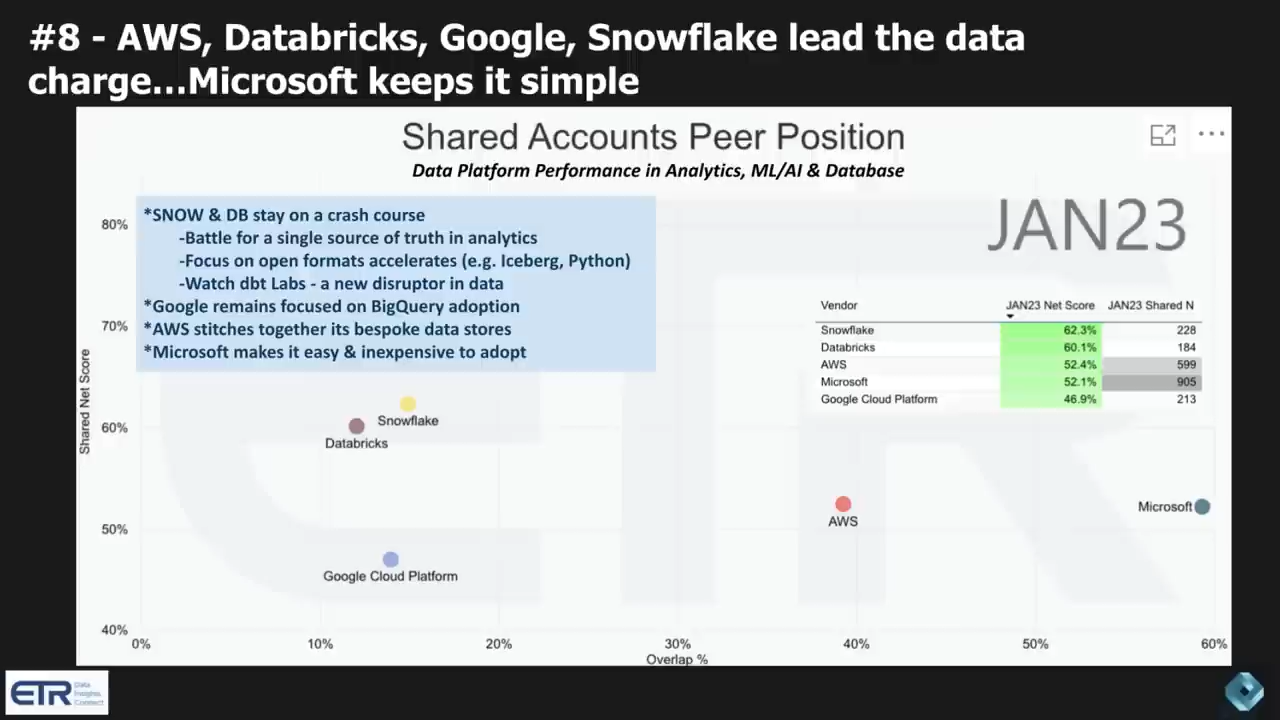 #8 - AWS, Databricks, Google, Snowflake lead the data
charge...Microsoft keeps it simple
Shared Accounts Peer Position
Data Platform Performance in Analytics, ML/AI & Database
JAN23
*SNOW & DB stay on a crash course
-Battle for a single source of truth in analytics
-Focus on open formats accelerates (e.g. Iceberg, Python)
-Watch dbt Labs - a new disruptor in data
*Google remains focused on BigQuery adoption
*AWS stitches together its bespoke data stores
*Microsoft makes it easy & inexpensive to adopt
Vendor JAN23 Net Score JAN23 Shared N
Snowflake 62.3% 228
Databricks 60.1% 184
AWS 52.4% 599
Microsoft 52.1% 905
Google Cloud Platform 46.9% 213
Shared Net Score
80%
70%
60%
50%
40%
Snowflake
Databricks
AWS
Microsoft
Google Cloud Platform
0% 10% 20% 30% 40% 50% 60%
Overlap %
ETR
Data
Insights
Connect